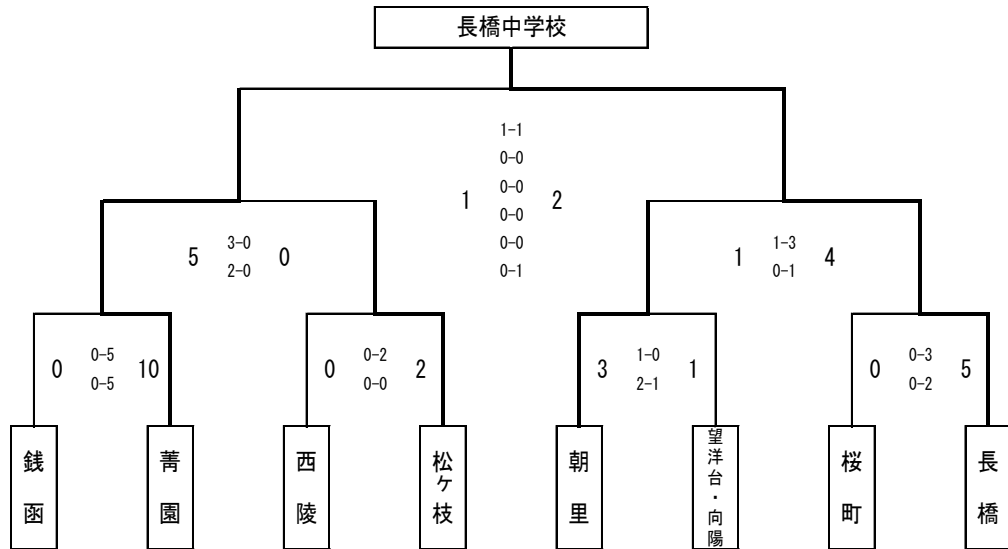 長橋中学校
1-1
0-0
0-0
1 0-0 2
0-0
0-1
5 3-0 0
2-0
1 1-3 4
0-1
0 0-5 10
0-5
0 0-2 2
0-0
3 1-0 1
2-1
0 0-3 5
0-2
銭函
菁園
西陵
松ケ枝
朝里
望洋台・向陽
桜町
長橋